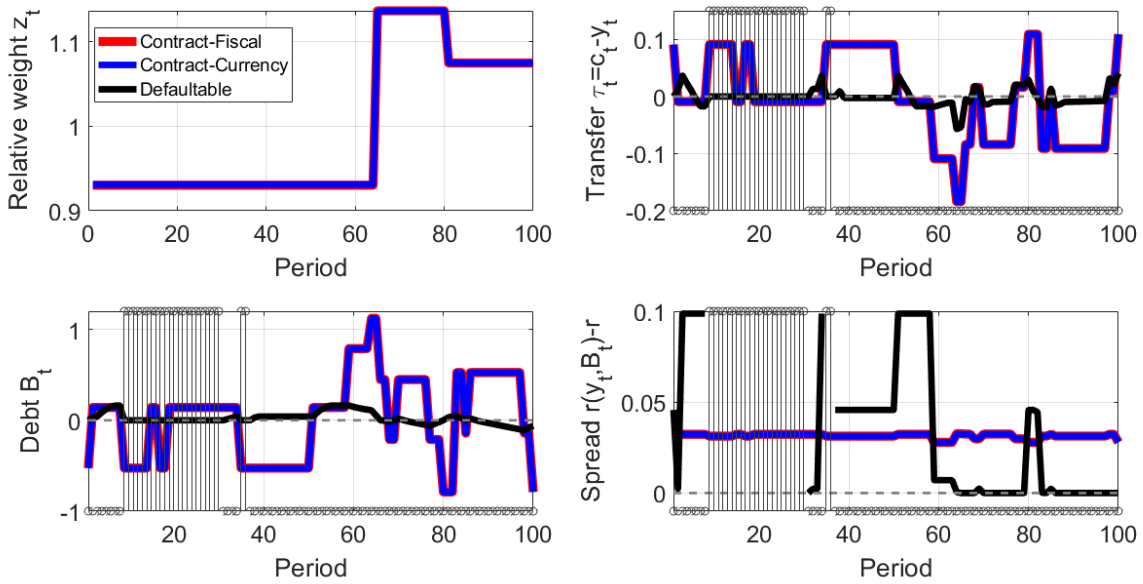 Relative weight z_t
1.1
1
0.9
Contract-Fiscal
Contract-Currency
Defaultable
0 20 40 60 80 100
Period
Transfer τ_t=c_t-y_t
0.1
0
-0.1
-0.2
20 40 60 80 100
Period
Debt B_t
1
0
-1
20 40 60 80 100
Period
Spread r(y_t,B_t)-r
0.1
0.05
0
20 40 60 80 100
Period